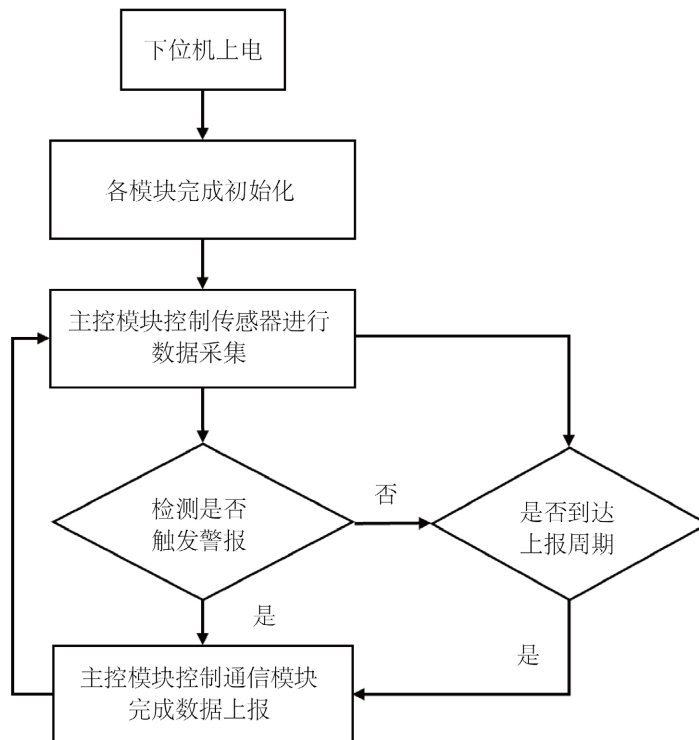 下位机上电
各模块完成初始化
主控模块控制传感器进行
数据采集
检测是否
触发警报
否
是否到达
上报周期
是
是
主控模块控制通信模块
完成数据上报